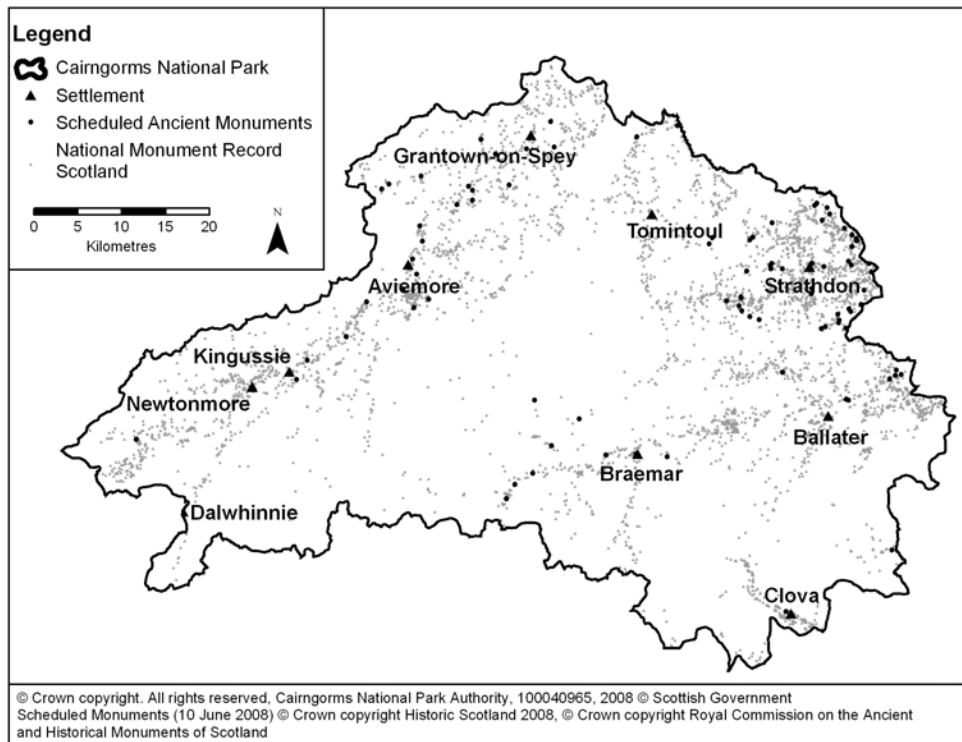 Legend
Cairngorms National Park
Settlement
Scheduled Ancient Monuments
National Monument Record
Scotland
0 5 10 15 20
Kilometres
N
Grantown-on-Spey
Tomintoul
Aviemore
Strathdon
Kingussie
Newtonmore
Ballater
Braemar
Dalwhinnie
Clova
© Crown copyright. All rights reserved, Cairngorms National Park Authority, 100040965, 2008 © Scottish Government
Scheduled Monuments (10 June 2008) © Crown copyright Historic Scotland 2008, © Crown copyright Royal Commission on the Ancient
and Historical Monuments of Scotland